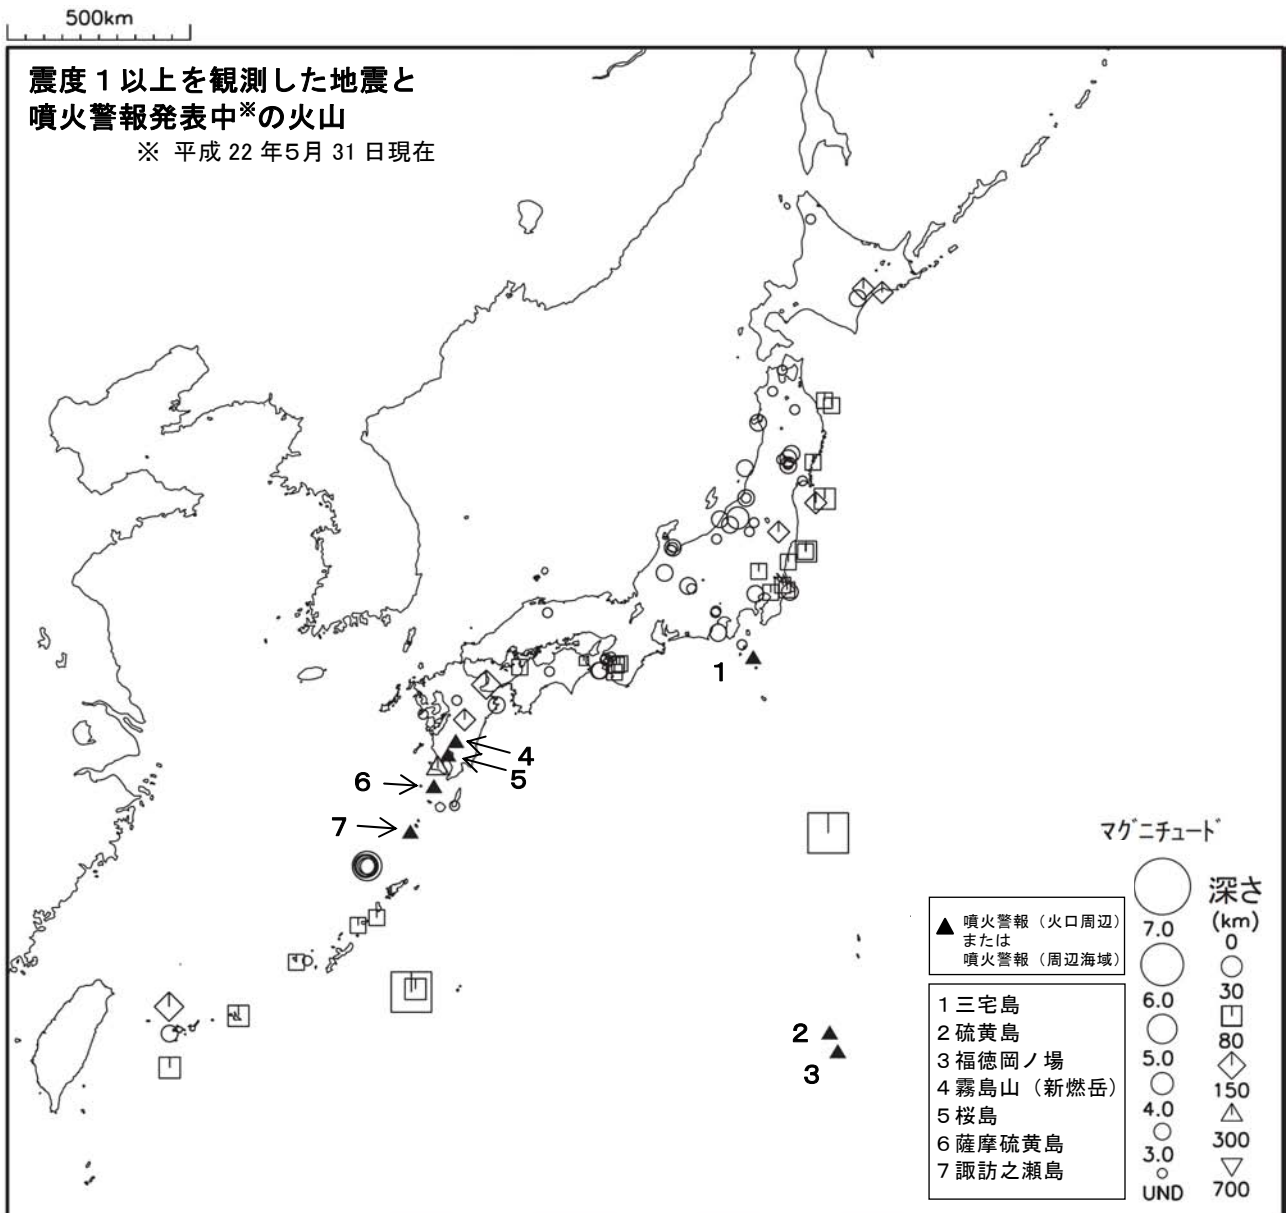 500km
震度１以上を観測した地震と
噴火警報発表中※の火山
※ 平成 22 年5月 31 日現在
1
4
5
6
7
2
3
マグニチュード
7.0
6.0
5.0
4.0
3.0
UND
深さ
(km)
0
30
80
150
300
700
▲ 噴火警報（火口周辺）
または
噴火警報（周辺海域）
１三宅島
２硫黄島
３福徳岡ノ場
４霧島山（新燃岳）
５桜島
６薩摩硫黄島
７諏訪之瀬島